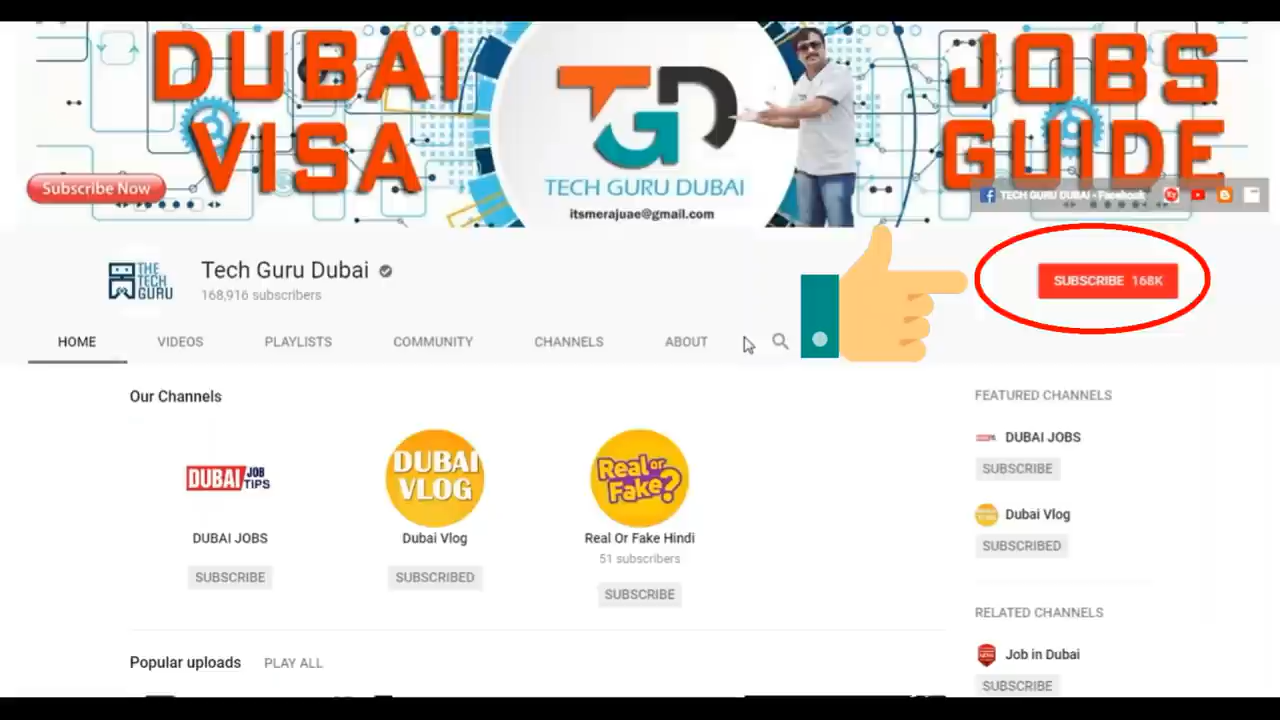 DUBAI
VISA
JOBS
GUIDE
TGD
TECH GURU DUBAI
itsmerajuae@gmail.com
Subscribe Now
TECH GURU DUBAI - Facebook
THE
TECH
GURU
Tech Guru Dubai
168,916 subscribers
SUBSCRIBE 168K
HOME VIDEOS PLAYLISTS COMMUNITY CHANNELS ABOUT
Our Channels
DUBAI JOB TIPS
DUBAI JOBS
SUBSCRIBE
DUBAI
VLOG
Dubai Vlog
SUBSCRIBED
Real or
Fake?
Real Or Fake Hindi
51 subscribers
SUBSCRIBE
Popular uploads PLAY ALL
FEATURED CHANNELS
DUBAI JOBS
SUBSCRIBE
Dubai Vlog
SUBSCRIBED
RELATED CHANNELS
Job in Dubai
SUBSCRIBE